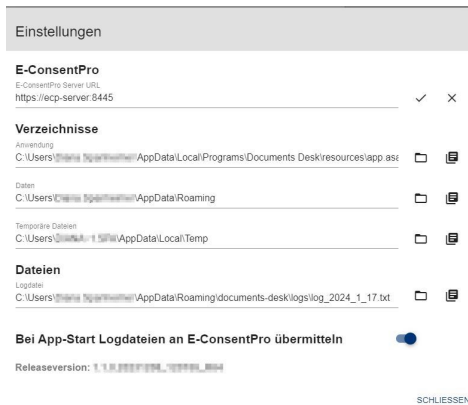 Einstellungen
E-ConsentPro
E-ConsentPro Server URL
https://ecp-server:8445
Verzeichnisse
Anwendung
C:\Users\ \AppData\Local\Programs\Documents Desk\resources\app.asa
Daten
C:\Users\ \AppData\Roaming
Temporäre Dateien
C:\Users\ \AppData\Local\Temp
Dateien
Logdatei
C:\Users\ \AppData\Roaming\documents-desk\logs\log_2024_1_17.txt
Bei App-Start Logdateien an E-ConsentPro übermitteln
Releaseversion:
SCHLIESSEN